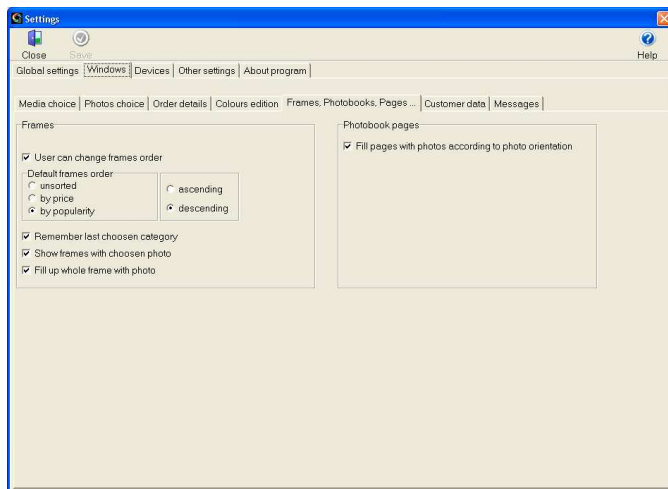 Settings
Close Save Help
Global settings Windows Devices Other settings About program
Media choice Photos choice Order details Colours edition Frames, Photobooks, Pages ... Customer data Messages
Frames
User can change frames order
Default frames order
unsorted
by price
by popularity
ascending
descending
Remember last choosen category
Show frames with choosen photo
Fill up whole frame with photo
Photobook pages
Fill pages with photos according to photo orientation